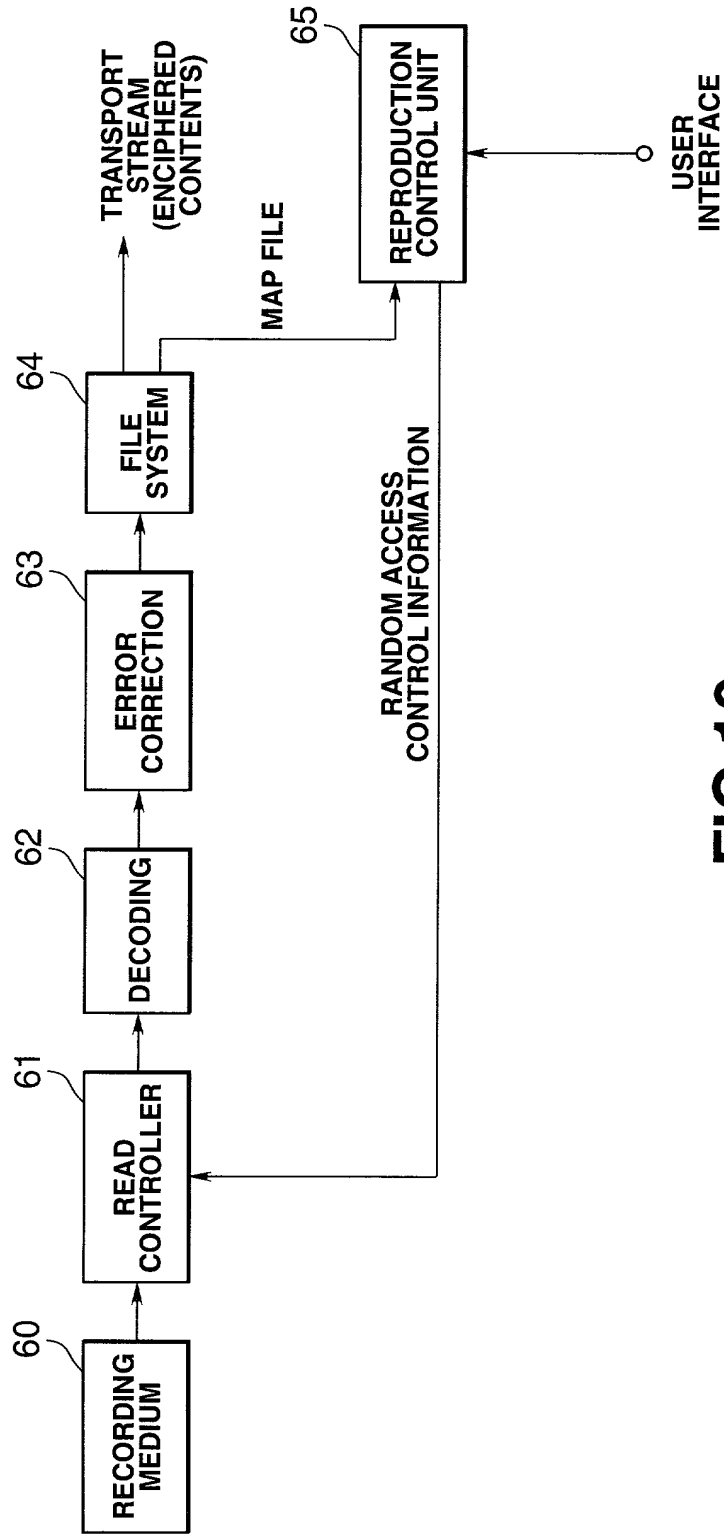 60
RECORDING
MEDIUM
61
READ
CONTROLLER
62
DECODING
63
ERROR
CORRECTION
64
FILE
SYSTEM
TRANSPORT
STREAM
(ENCIPHERED
CONTENTS)
MAP FILE
65
REPRODUCTION
CONTROL UNIT
RANDOM ACCESS
CONTROL INFORMATION
USER
INTERFACE